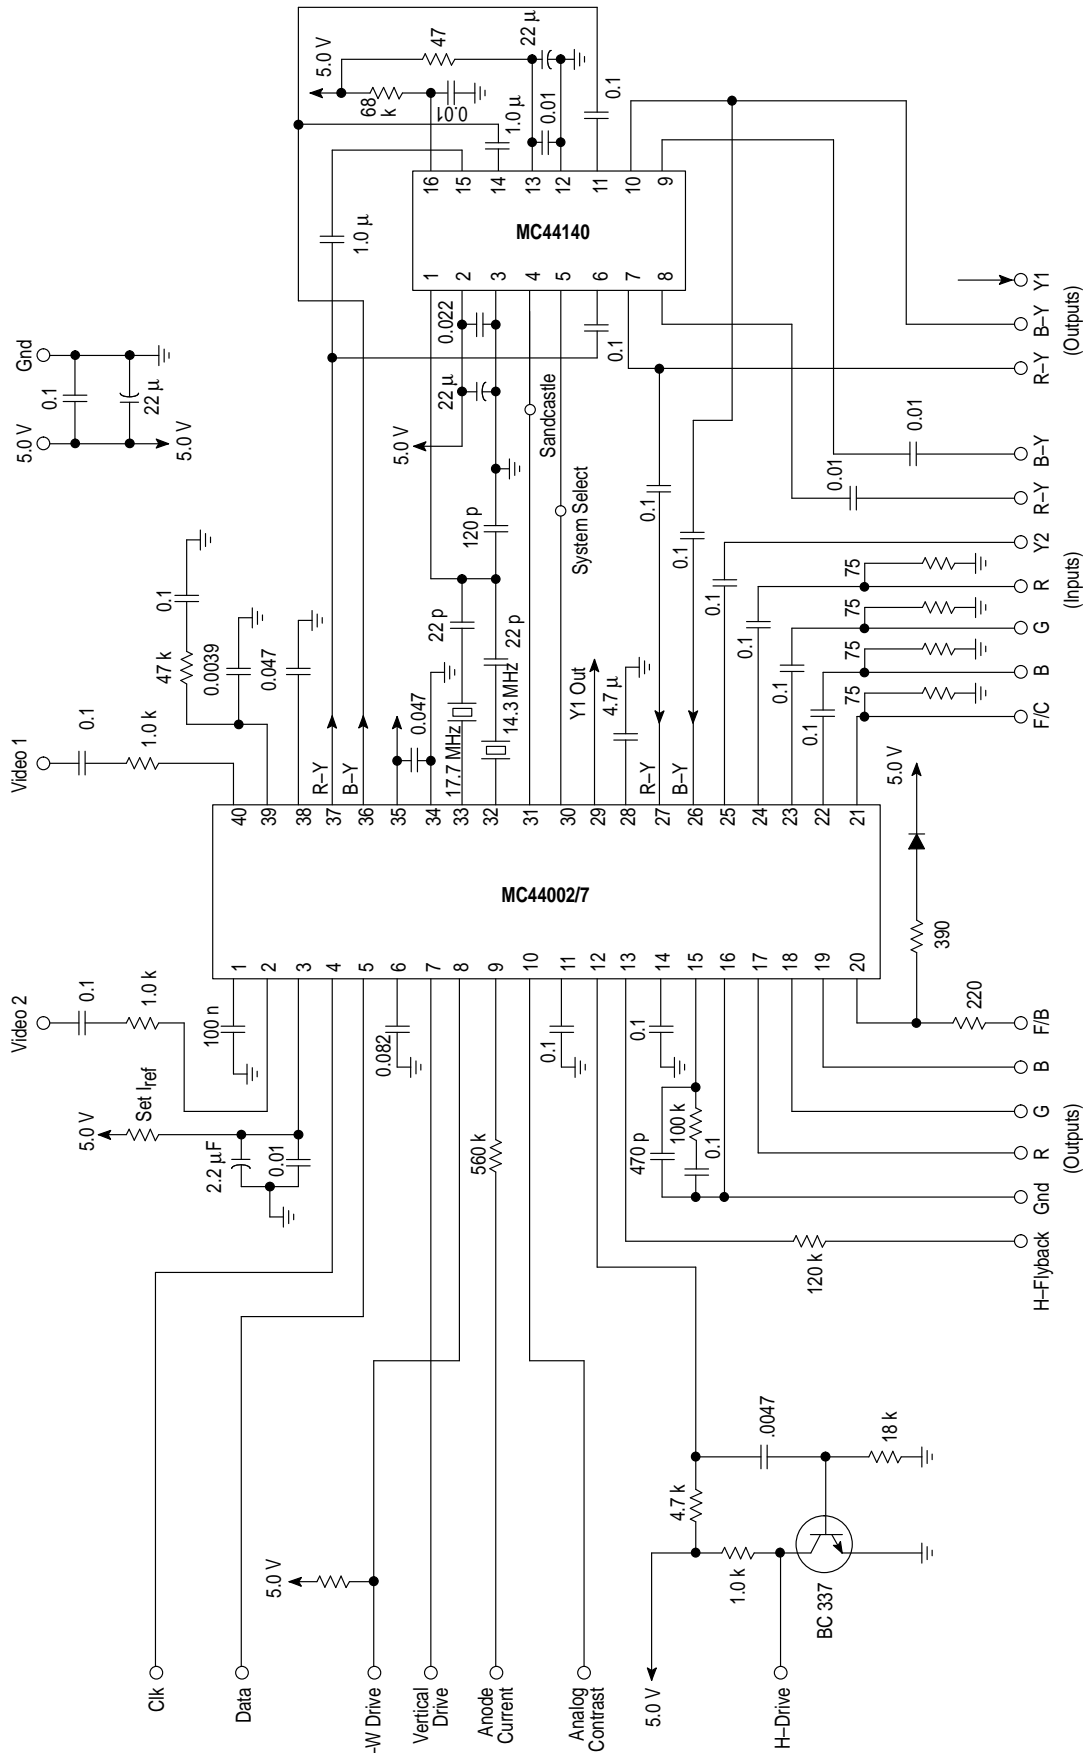 5.0 V
Gnd
0.1
22 µ
5.0 V
5.0 V
68
k
47
0.01
22 µ
1.0 µ
0.01
0.1
1.0 µ
16
15
14
13
12
11
10
9
MC44140
1
2
3
4
5
6
7
8
0.022
0.1
22 µ
5.0 V
Sandcastle
System Select
120 p
22 p
22 p
17.7 MHz
14.3 MHz
0.047
R–Y
B–Y
Y1 Out
4.7 µ
0.1
0.1
R–Y
B–Y
Video 1
0.1
1.0 k
47 k
0.1
0.0039
0.047
40
39
38
37
36
35
34
33
32
31
30
29
28
27
26
25
24
23
22
21
MC44002/7
1
2
3
4
5
6
7
8
9
10
11
12
13
14
15
16
17
18
19
20
Y1
B–Y
R–Y
(Outputs)
0.01
0.01
B–Y
R–Y
Y2
R
G
B
F/C
(Inputs)
0.1
0.1
0.1
0.1
75
75
75
75
5.0 V
390
220
F/B
B
G
R
(Outputs)
Gnd
H–Flyback
120 k
Video 2
0.1
1.0 k
100 n
5.0 V
Set Iref
2.2 µF
0.01
0.082
560 k
0.1
0.1
470 p
100 k
0.1
Clk
Data
5.0 V
–W Drive
Vertical
Drive
Anode
Current
Analog
Contrast
5.0 V
4.7 k
.0047
18 k
1.0 k
BC 337
H–Drive